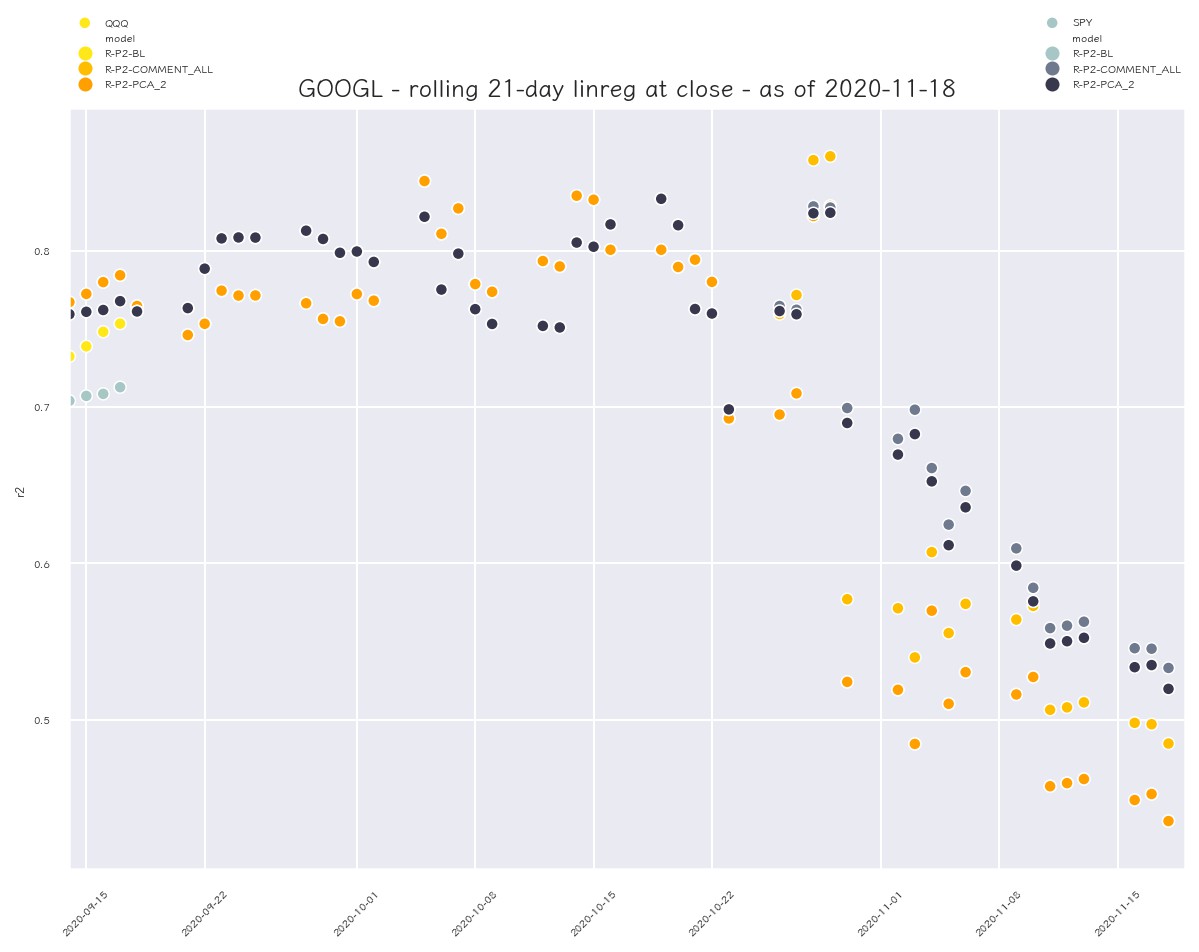 QQQ
model
R-P2-BL
R-P2-COMMENT_ALL
R-P2-PCA_2
SPY
model
R-P2-BL
R-P2-COMMENT_ALL
R-P2-PCA_2
GOOGL - rolling 21-day linreg at close - as of 2020-11-18
r2
0.8
0.7
0.6
0.5
2020-09-15
2020-09-22
2020-10-01
2020-10-08
2020-10-15
2020-10-22
2020-11-01
2020-11-08
2020-11-15